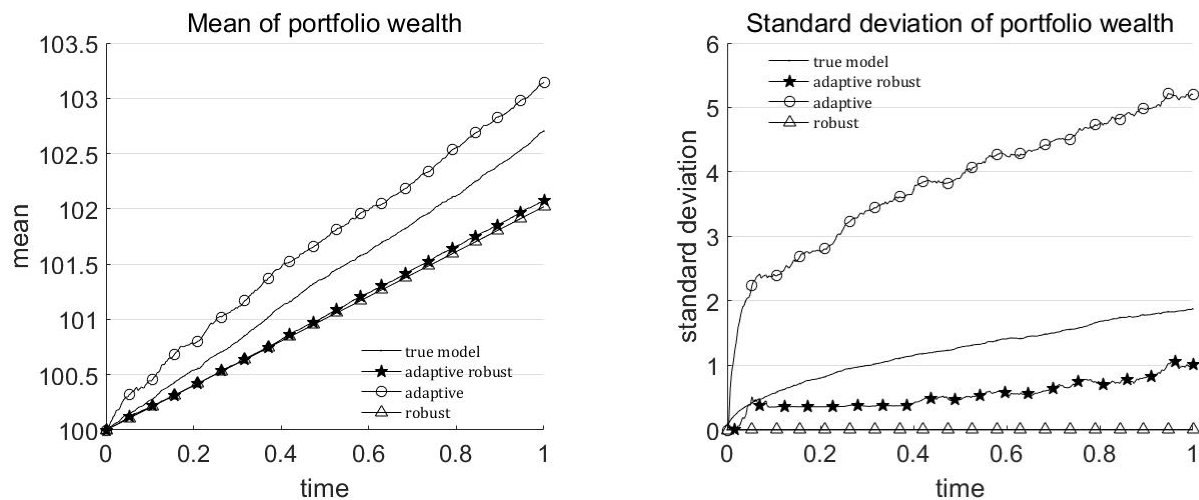 Mean of portfolio wealth
103.5
103
102.5
102
101.5
101
100.5
100
mean
0
0.2
0.4
0.6
0.8
1
time
true model
adaptive robust
adaptive
robust
Standard deviation of portfolio wealth
6
5
4
3
2
1
0
standard deviation
0
0.2
0.4
0.6
0.8
1
time
true model
adaptive robust
adaptive
robust